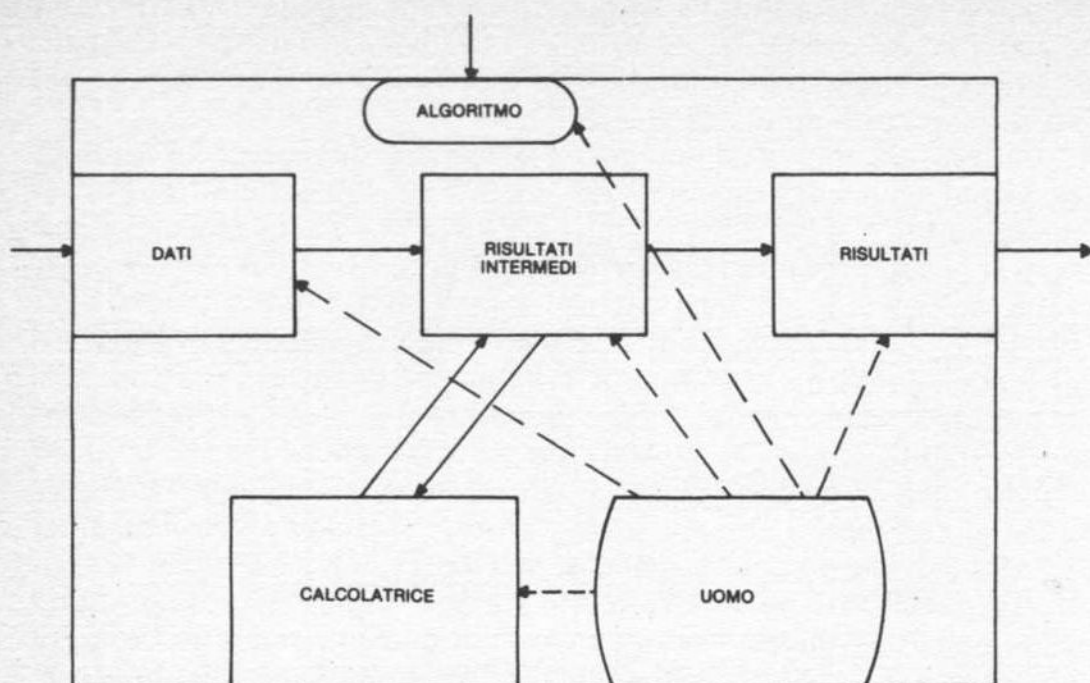 ALGORITMO
DATI
RISULTATI
INTERMEDI
RISULTATI
CALCOLATRICE
UOMO